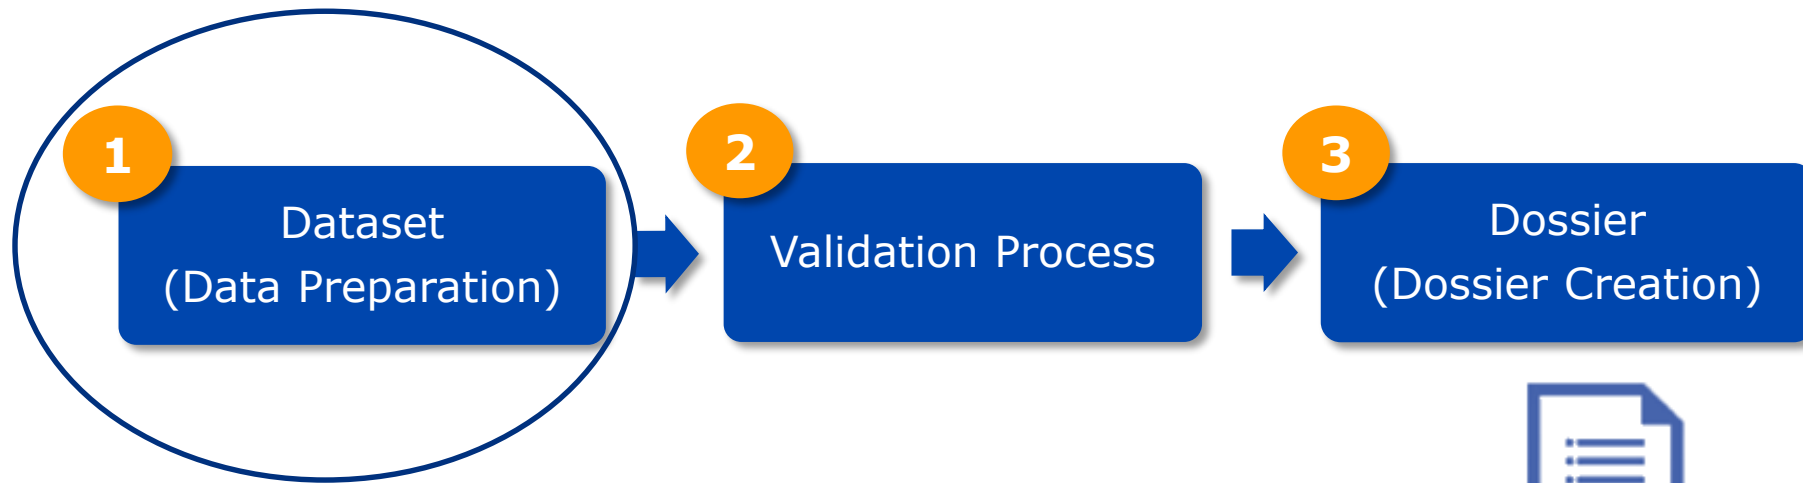 1
Dataset
(Data Preparation)
2
Validation Process
3
Dossier
(Dossier Creation)